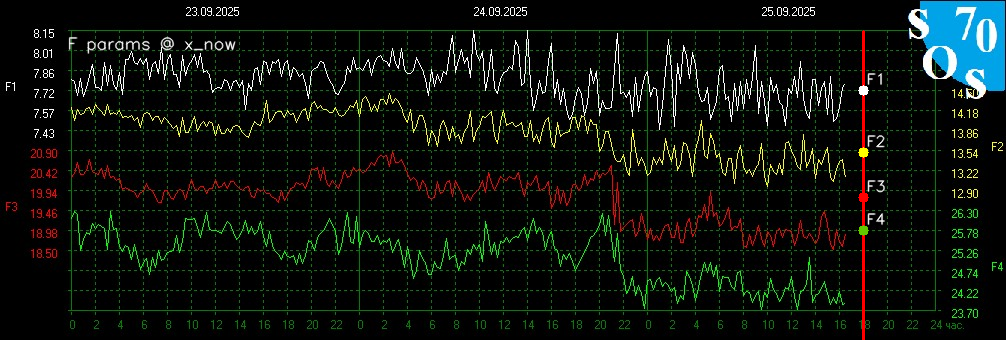 23.09.2025 24.09.2025 25.09.2025
SOS 70
F params @ x_now
8.15
8.01
7.86
7.72
7.57
7.43
F1
20.90
20.42
19.94
19.46
18.98
18.50
F3
F1
F2
F3
F4
14.18
13.86
13.54
13.22
12.90
F2
26.30
25.78
25.26
24.74
24.22
23.70
F4
0 2 4 6 8 10 12 14 16 18 20 22 0 2 4 6 8 10 12 14 16 18 20 22 0 2 4 6 8 10 12 14 16 18 20 22 24 час.